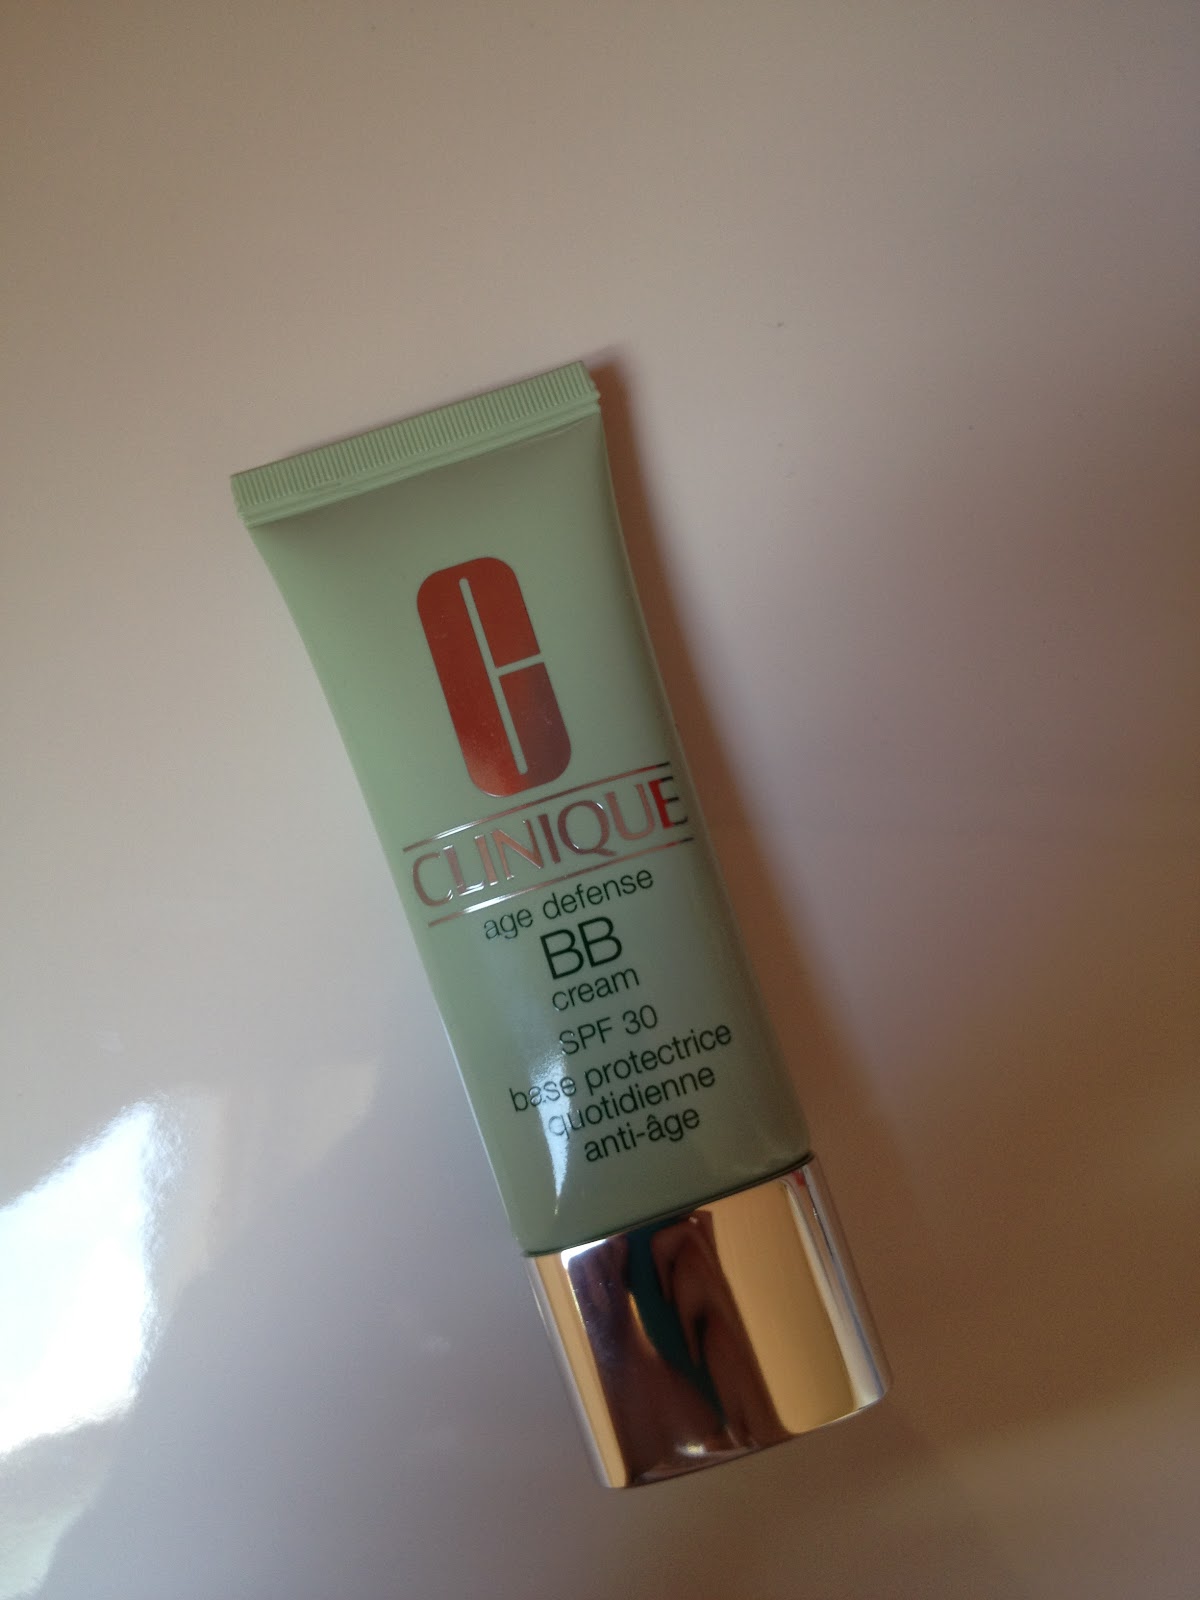 C
CLINIQUE
age defense
BB
cream
SPF 30
base protectrice
quotidienne
anti-âge